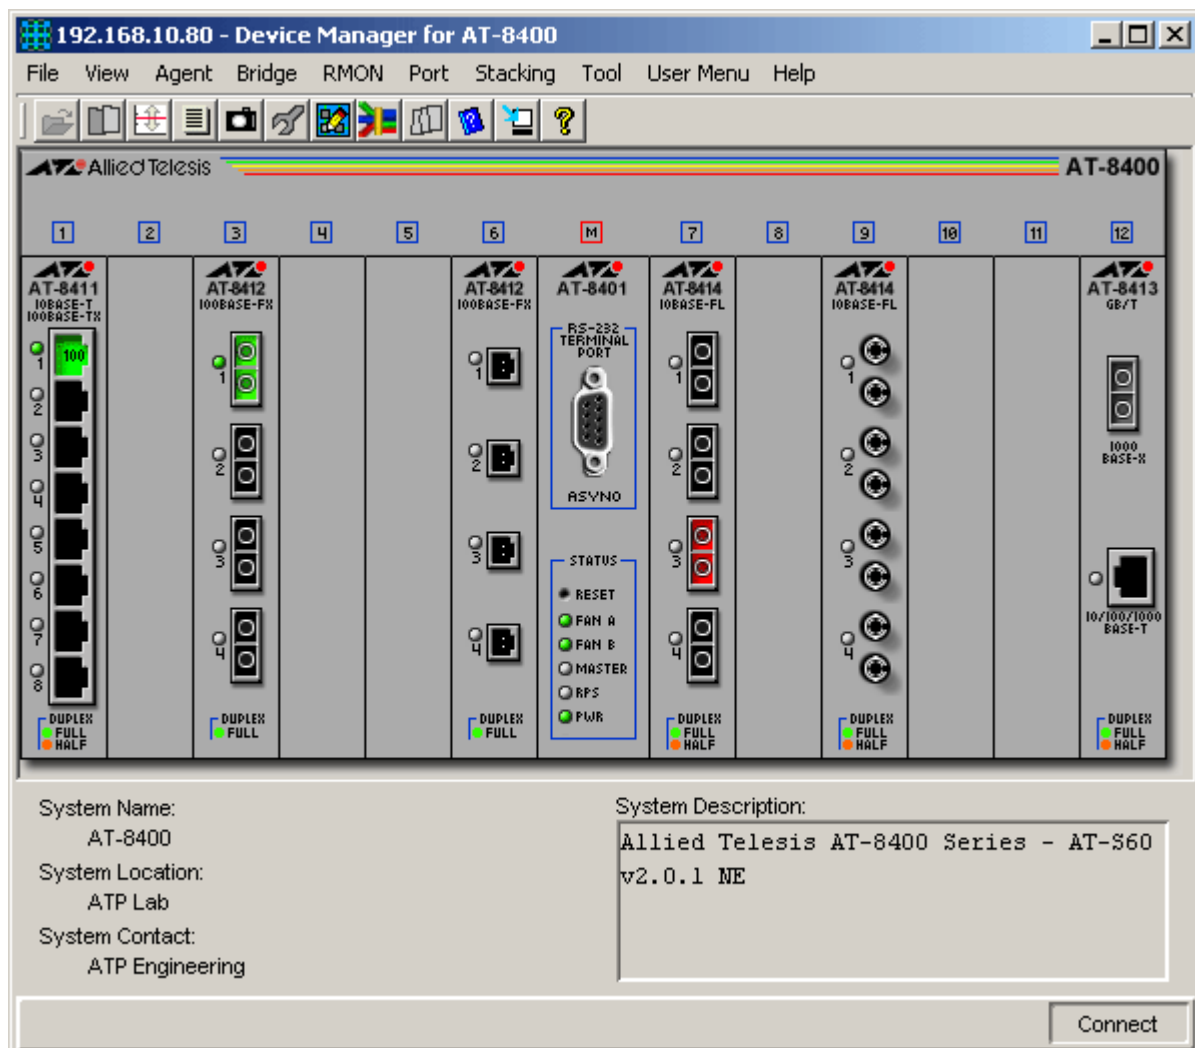 192.168.10.80 - Device Manager for AT-8400
File View Agent Bridge RMON Port Stacking Tool User Menu Help
Allied Telesis AT-8400
1 2 3 4 5 6 M 7 8 9 10 11 12
AT-8411
10BASE-T
100BASE-TX
1
100
2
3
4
5
6
7
8
DUPLEX
FULL
HALF
AT-8412
100BASE-FX
1
2
3
4
DUPLEX
FULL
AT-8412
100BASE-FX
1
2
3
4
DUPLEX
FULL
AT-8401
RS-232
TERMINAL
PORT
ASYNO
STATUS
RESET
FAN A
FAN B
MASTER
RPS
PWR
AT-8414
10BASE-FL
1
2
3
4
DUPLEX
FULL
HALF
AT-8414
10BASE-FL
1
2
3
4
DUPLEX
FULL
HALF
AT-8413
GB/T
1000
BASE-X
10/100/1000
BASE-T
DUPLEX
FULL
HALF
System Name:
AT-8400
System Location:
ATP Lab
System Contact:
ATP Engineering
System Description:
Allied Telesis AT-8400 Series - AT-S60
v2.0.1 NE
Connect